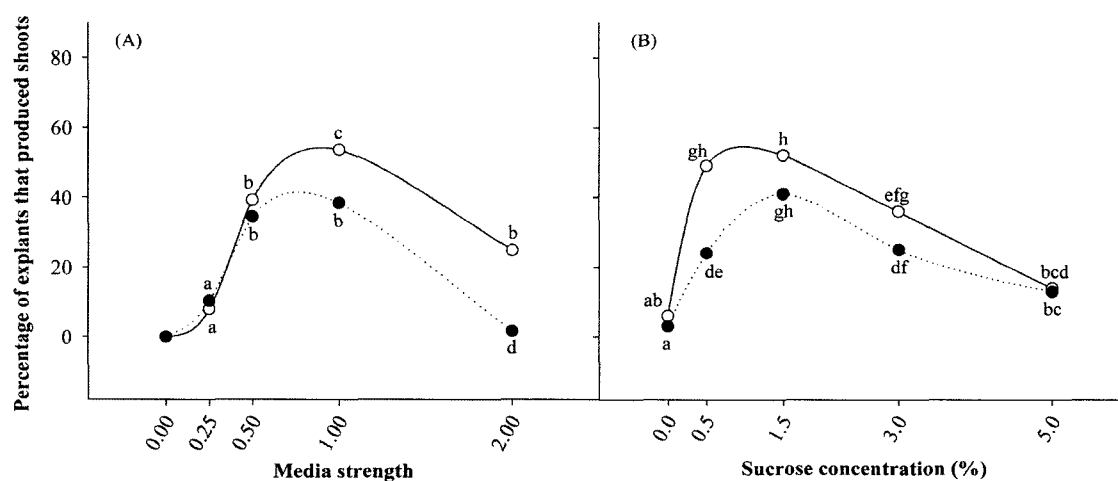 Percentage of explants that produced shoots
(A)
80
60
40
20
0
c
b
b
b
b
a
a
d
0.00
0.25
0.50
1.00
2.00
Media strength
(B)
h
gh
gh
efg
de
df
ab
a
bcd
bc
0.0
0.5
1.5
3.0
5.0
Sucrose concentration (%)